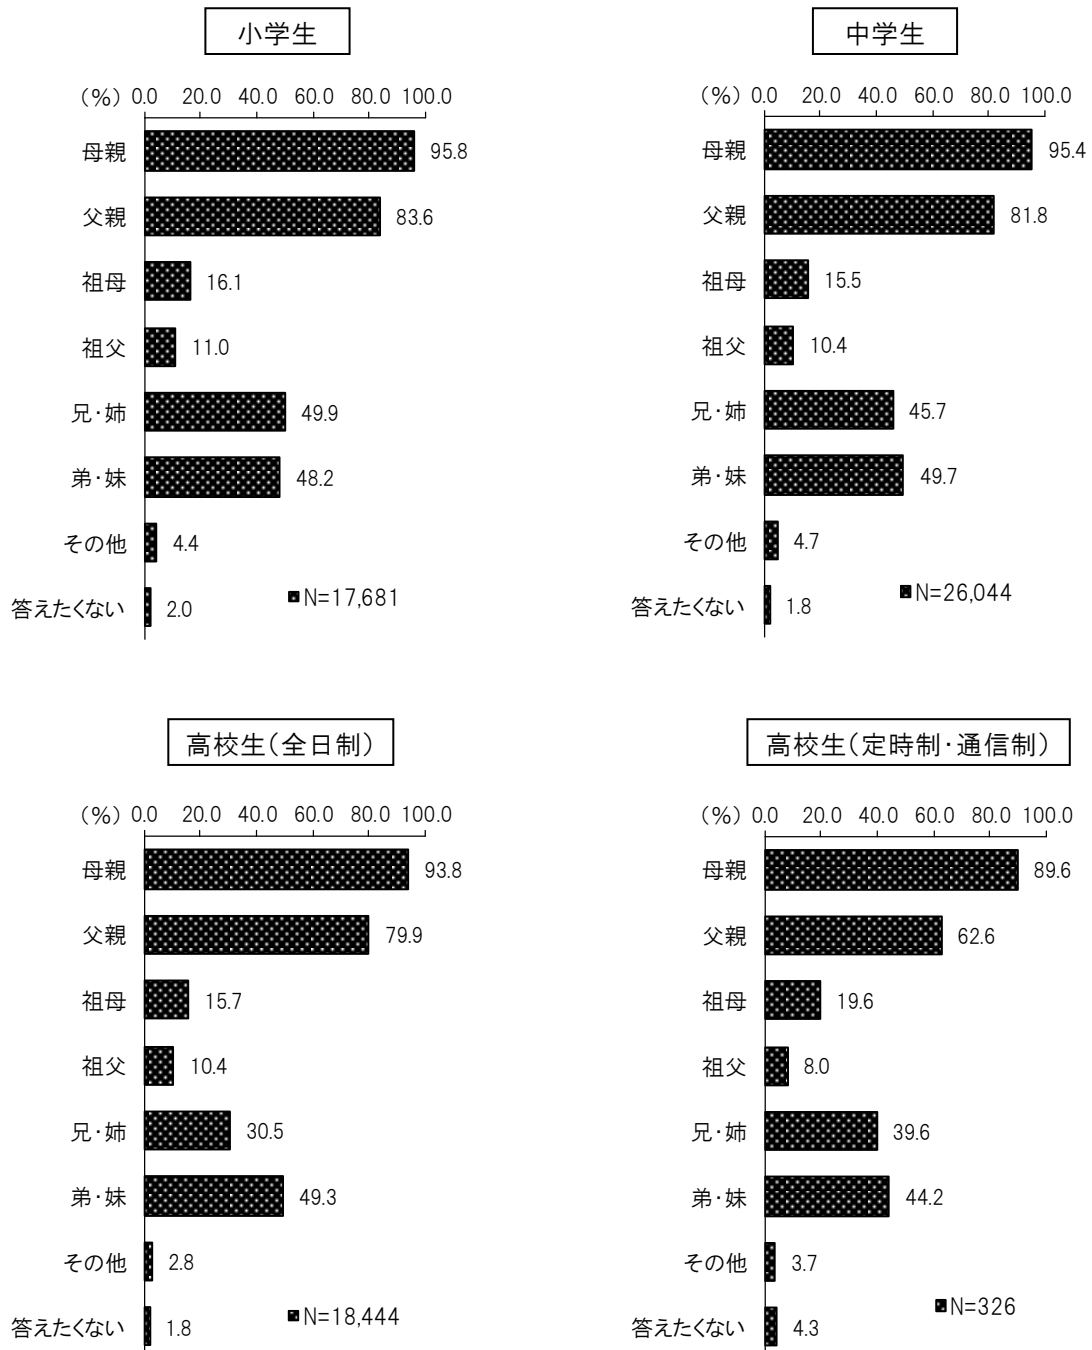 小学生
(%) 0.0 20.0 40.0 60.0 80.0 100.0
母親 95.8
父親 83.6
祖母 16.1
祖父 11.0
兄・姉 49.9
弟・妹 48.2
その他 4.4
答えたくない 2.0
N=17,681
中学生
(%) 0.0 20.0 40.0 60.0 80.0 100.0
母親 95.4
父親 81.8
祖母 15.5
祖父 10.4
兄・姉 45.7
弟・妹 49.7
その他 4.7
答えたくない 1.8
N=26,044
高校生(全日制)
(%) 0.0 20.0 40.0 60.0 80.0 100.0
母親 93.8
父親 79.9
祖母 15.7
祖父 10.4
兄・姉 30.5
弟・妹 49.3
その他 2.8
答えたくない 1.8
N=18,444
高校生(定時制・通信制)
(%) 0.0 20.0 40.0 60.0 80.0 100.0
母親 89.6
父親 62.6
祖母 19.6
祖父 8.0
兄・姉 39.6
弟・妹 44.2
その他 3.7
答えたくない 4.3
N=326